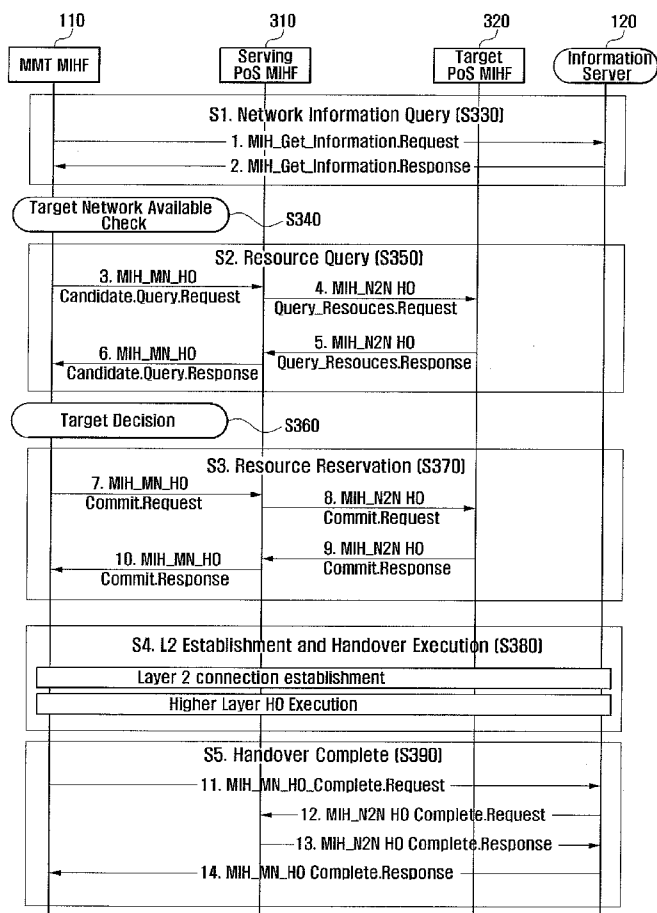 110
310
320
120
MMT MIHF
Serving
PoS MIHF
Target
PoS MIHF
Information
Server
S1. Network Information Query (S330)
1. MIH_Get_Information.Request
2. MIH_Get_Information.Response
Target Network Available
Check
S340
S2. Resource Query (S350)
3. MIH_MN_HO
Candidate.Query.Request
4. MIH_N2N HO
Query_Resouces.Request
5. MIH_N2N HO
Query_Resouces.Response
6. MIH_MN_HO
Candidate.Query.Response
Target Decision
S360
S3. Resource Reservation (S370)
7. MIH_MN_HO
Commit.Request
8. MIH_N2N HO
Commit.Request
9. MIH_N2N HO
Commit.Response
10. MIH_MN_HO
Commit.Response
S4. L2 Establishment and Handover Execution (S380)
Layer 2 connection establishment
Higher Layer HO Execution
S5. Handover Complete (S390)
11. MIH_MN_HO_Complete.Request
12. MIH_N2N HO Complete.Request
13. MIH_N2N HO Complete.Response
14. MIH_MN_HO Complete.Response